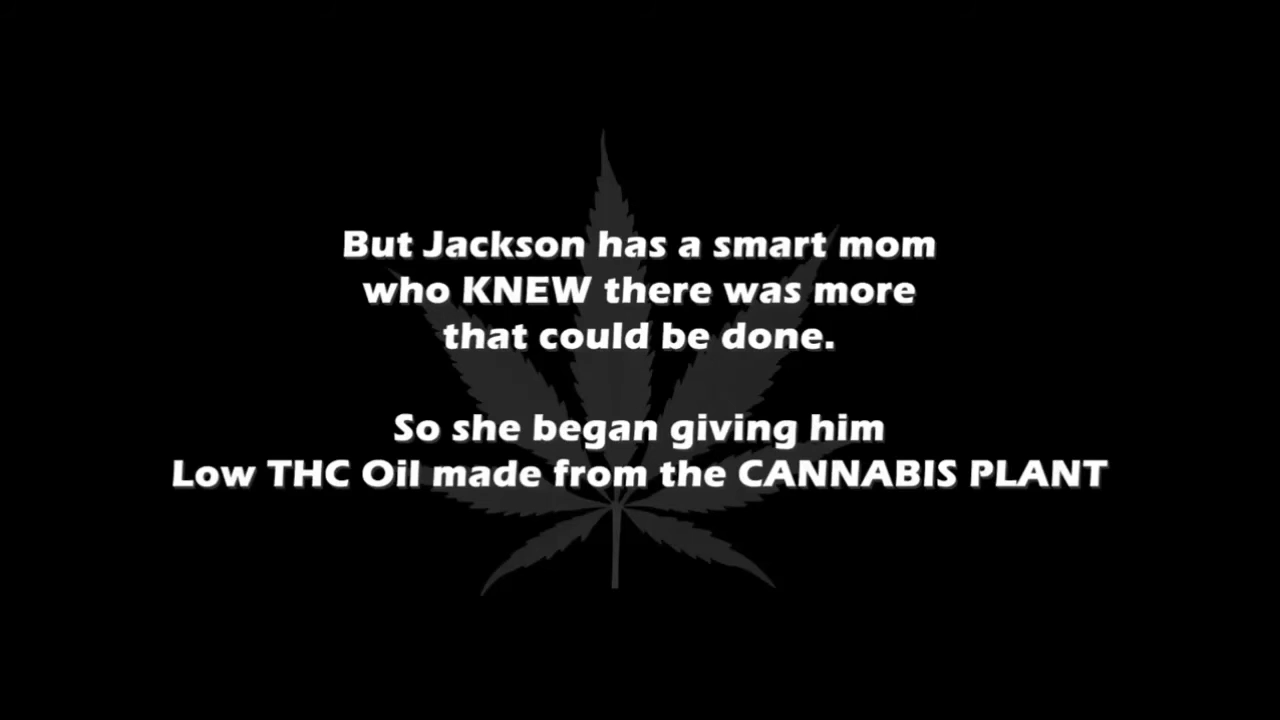 But Jackson has a smart mom
who KNEW there was more
that could be done.
So she began giving him
Low THC Oil made from the CANNABIS PLANT